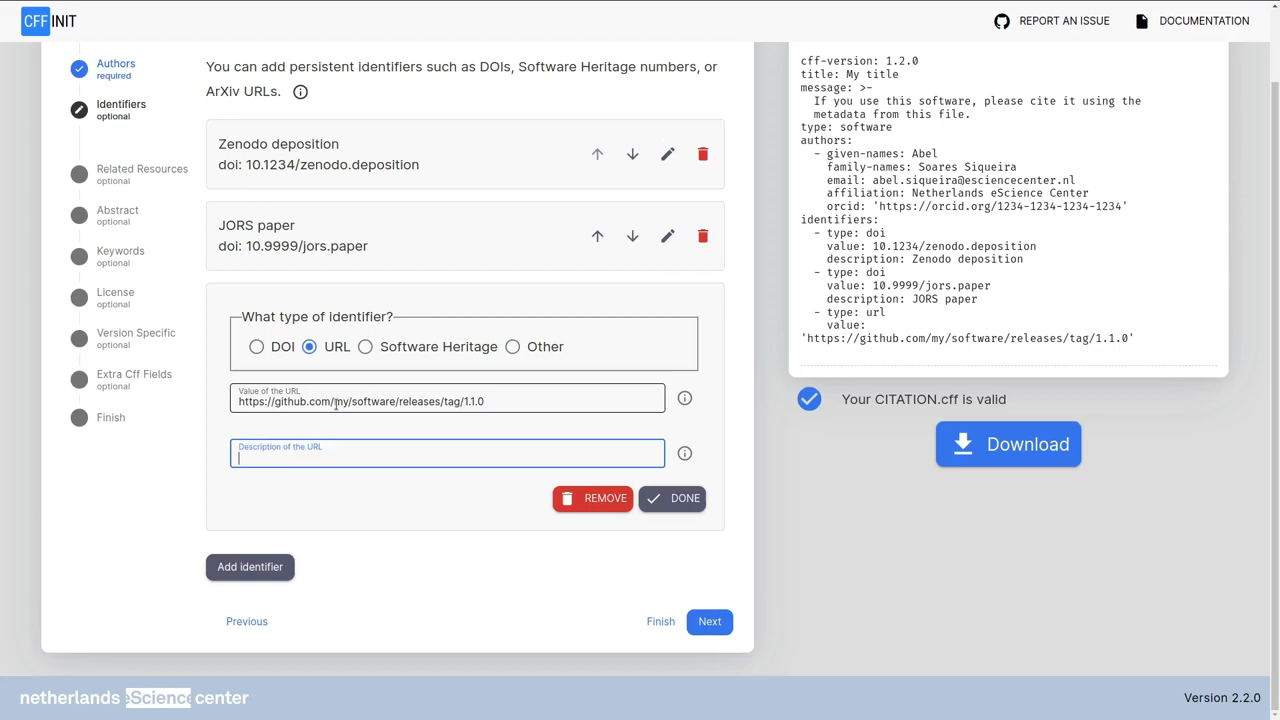 CFF INIT
REPORT AN ISSUE
DOCUMENTATION
Authors
required
Identifiers
optional
Related Resources
optional
Abstract
optional
Keywords
optional
License
optional
Version Specific
optional
Extra Cff Fields
optional
Finish
You can add persistent identifiers such as DOIs, Software Heritage numbers, or
ArXiv URLs.
Zenodo deposition
doi: 10.1234/zenodo.deposition
JORS paper
doi: 10.9999/jors.paper
What type of identifier?
DOI URL Software Heritage Other
Value of the URL
https://github.com/my/software/releases/tag/1.1.0
Description of the URL
REMOVE
DONE
Add identifier
Previous
Finish
Next
cff-version: 1.2.0
title: My title
message: >-
  If you use this software, please cite it using the
  metadata from this file.
type: software
authors:
  - given-names: Abel
    family-names: Soares Siqueira
    email: abel.siqueira@esciencecenter.nl
    affiliation: Netherlands eScience Center
    orcid: 'https://orcid.org/1234-1234-1234-1234'
identifiers:
  - type: doi
    value: 10.1234/zenodo.deposition
    description: Zenodo deposition
  - type: doi
    value: 10.9999/jors.paper
    description: JORS paper
  - type: url
    value:
'https://github.com/my/software/releases/tag/1.1.0'
Your CITATION.cff is valid
Download
netherlands eScience center
Version 2.2.0